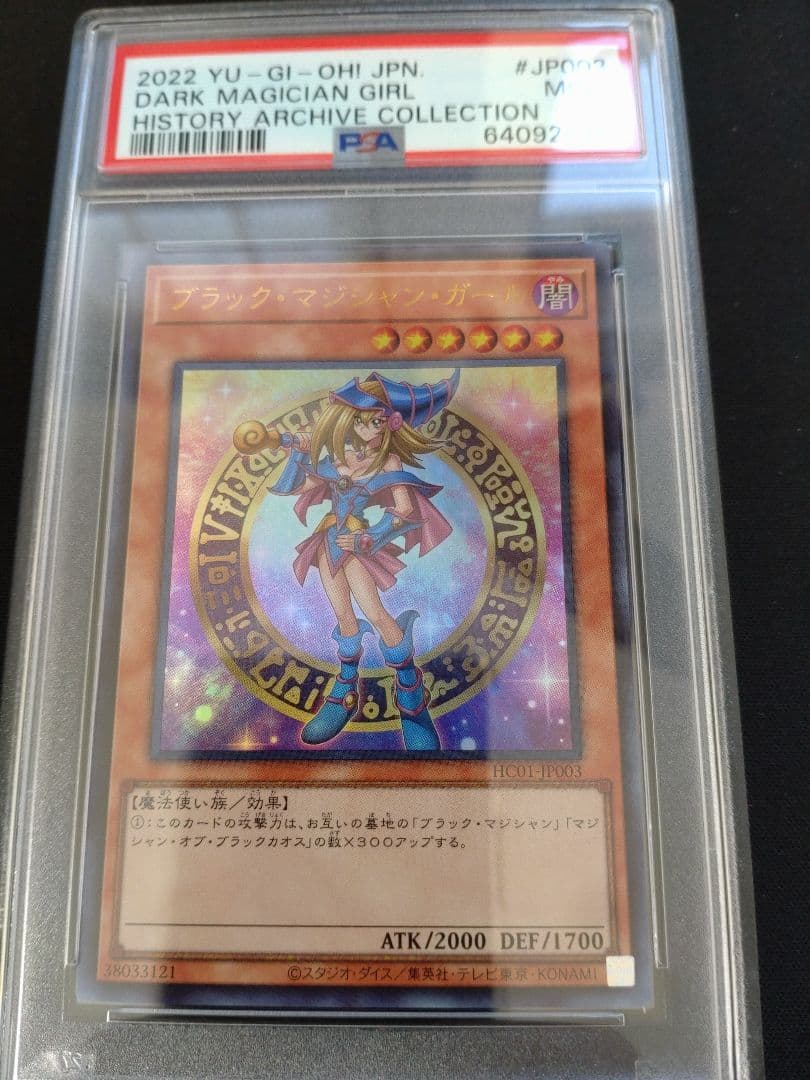 2022 YU-GI-OH! JPN. #JP003
DARK MAGICIAN GIRL
HISTORY ARCHIVE COLLECTION
PSA 64092
ブラック・マジシャン・ガール 闇
HC01-JP003
【魔法使い族／効果】
①：このカードの攻撃力は、お互いの墓地の「ブラック・マジシャン」「マジ
シャン・オブ・ブラックカオス」の数×300アップする。
ATK/2000 DEF/1700
38033121 ©スタジオ・ダイス／集英社・テレビ東京・KONAMI